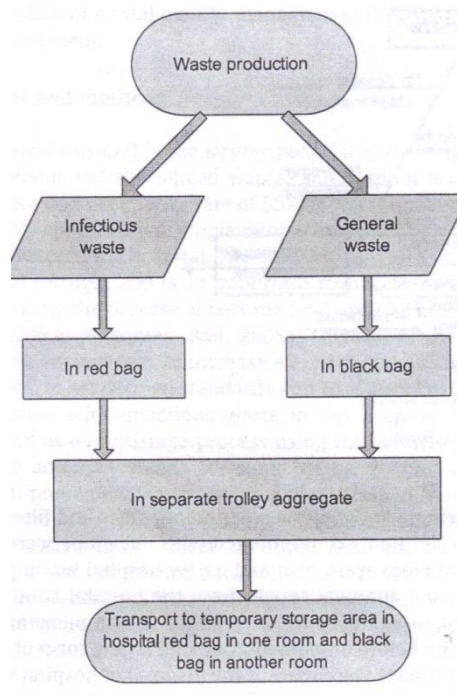 Waste production
Infectious
waste
General
waste
In red bag
In black bag
In separate trolley aggregate
Transport to temporary storage area in
hospital red bag in one room and black
bag in another room